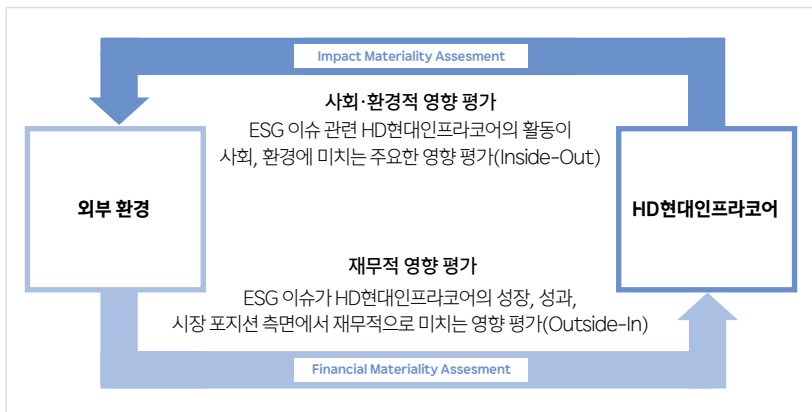 Impact Materiality Assesment
사회·환경적 영향 평가
ESG 이슈 관련 HD현대인프라코어의 활동이
사회, 환경에 미치는 주요한 영향 평가(Inside-Out)
외부 환경
HD현대인프라코어
재무적 영향 평가
ESG 이슈가 HD현대인프라코어의 성장, 성과,
시장 포지션 측면에서 재무적으로 미치는 영향 평가(Outside-In)
Financial Materiality Assesment